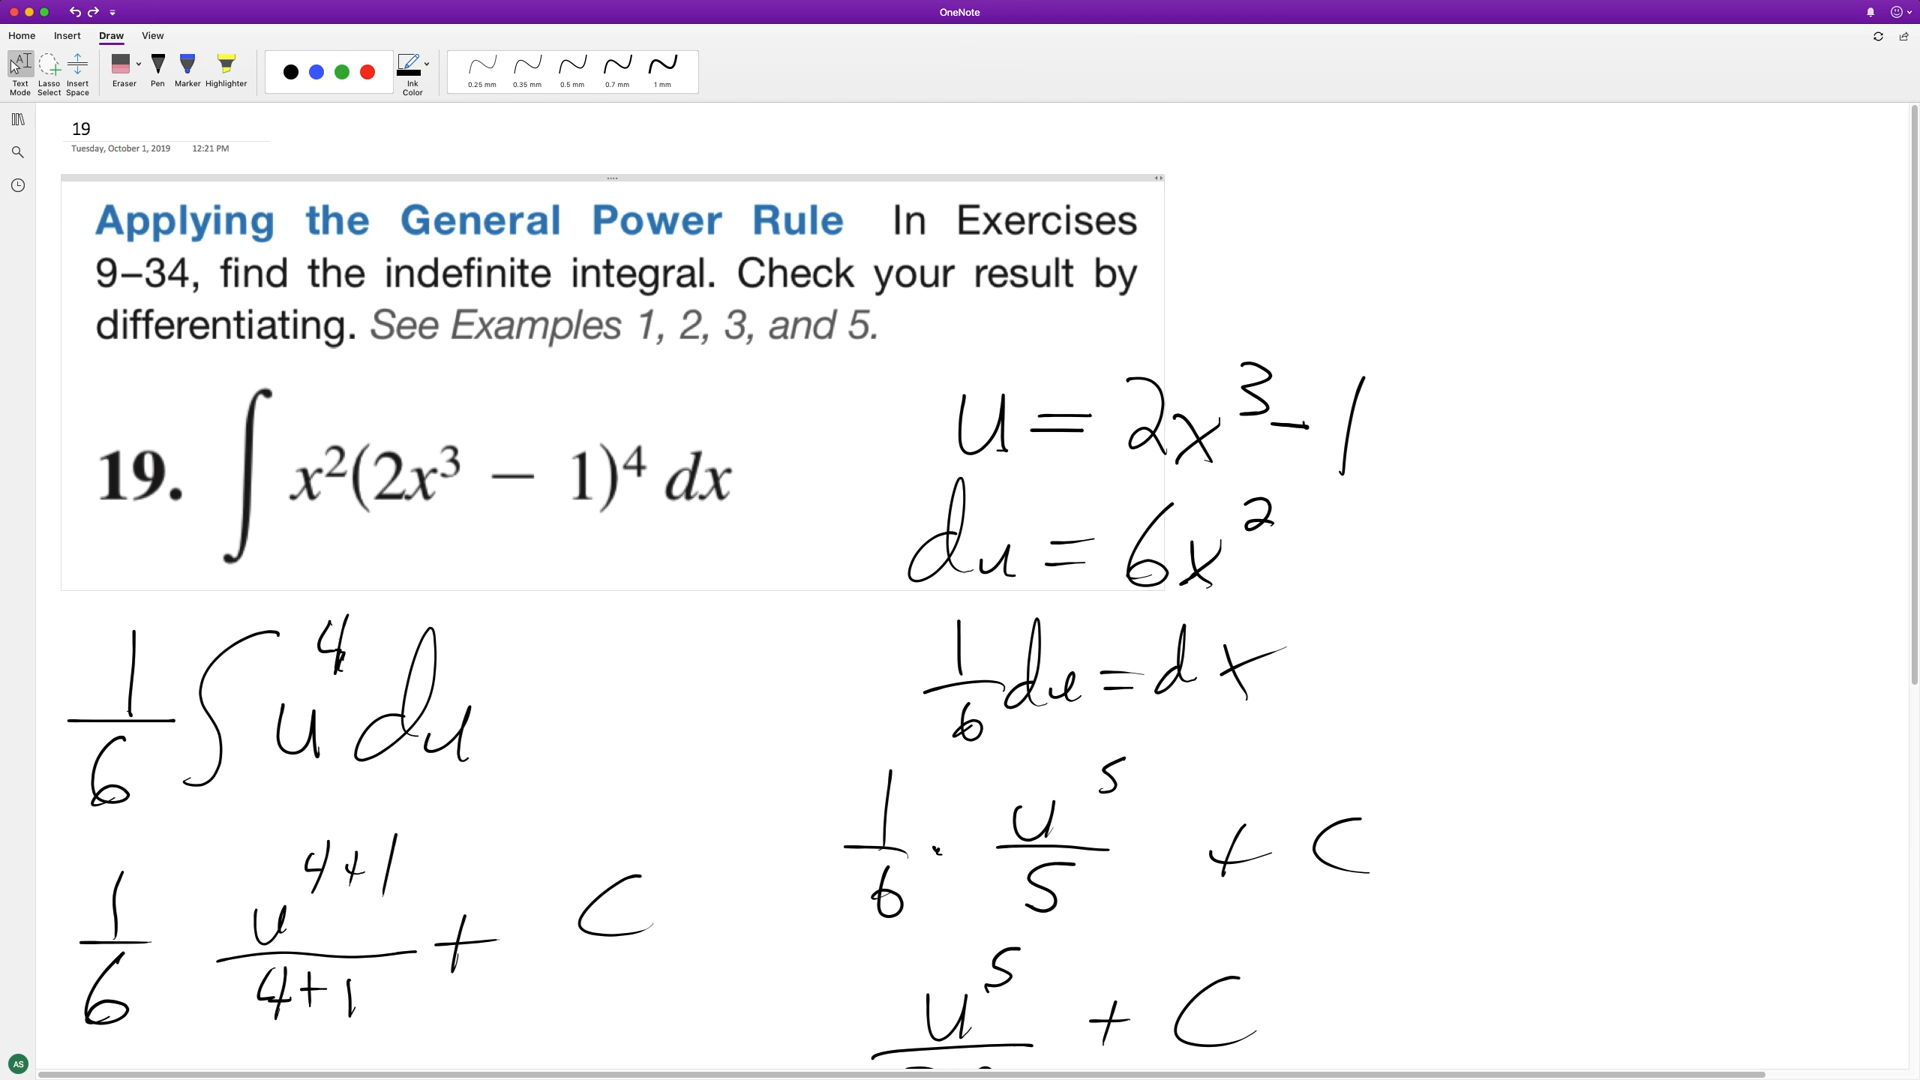 OneNote
Home Insert Draw View
Text Mode Lasso Select Insert Space Eraser Pen Marker Highlighter Ink Color 0.25 mm 0.35 mm 0.5 mm 0.7 mm 1 mm
19
Tuesday, October 1, 2019 12:21 PM
Applying the General Power Rule In Exercises
9–34, find the indefinite integral. Check your result by
differentiating. See Examples 1, 2, 3, and 5.
19. ∫ x²(2x³ − 1)⁴ dx
u = 2x³ - 1
du = 6x²
1/6 du = dx
1/6 ∫ u⁴ du
1/6 · u⁵/5 + C
1/6 u^(4+1)/(4+1) + C
u⁵ + C
AS